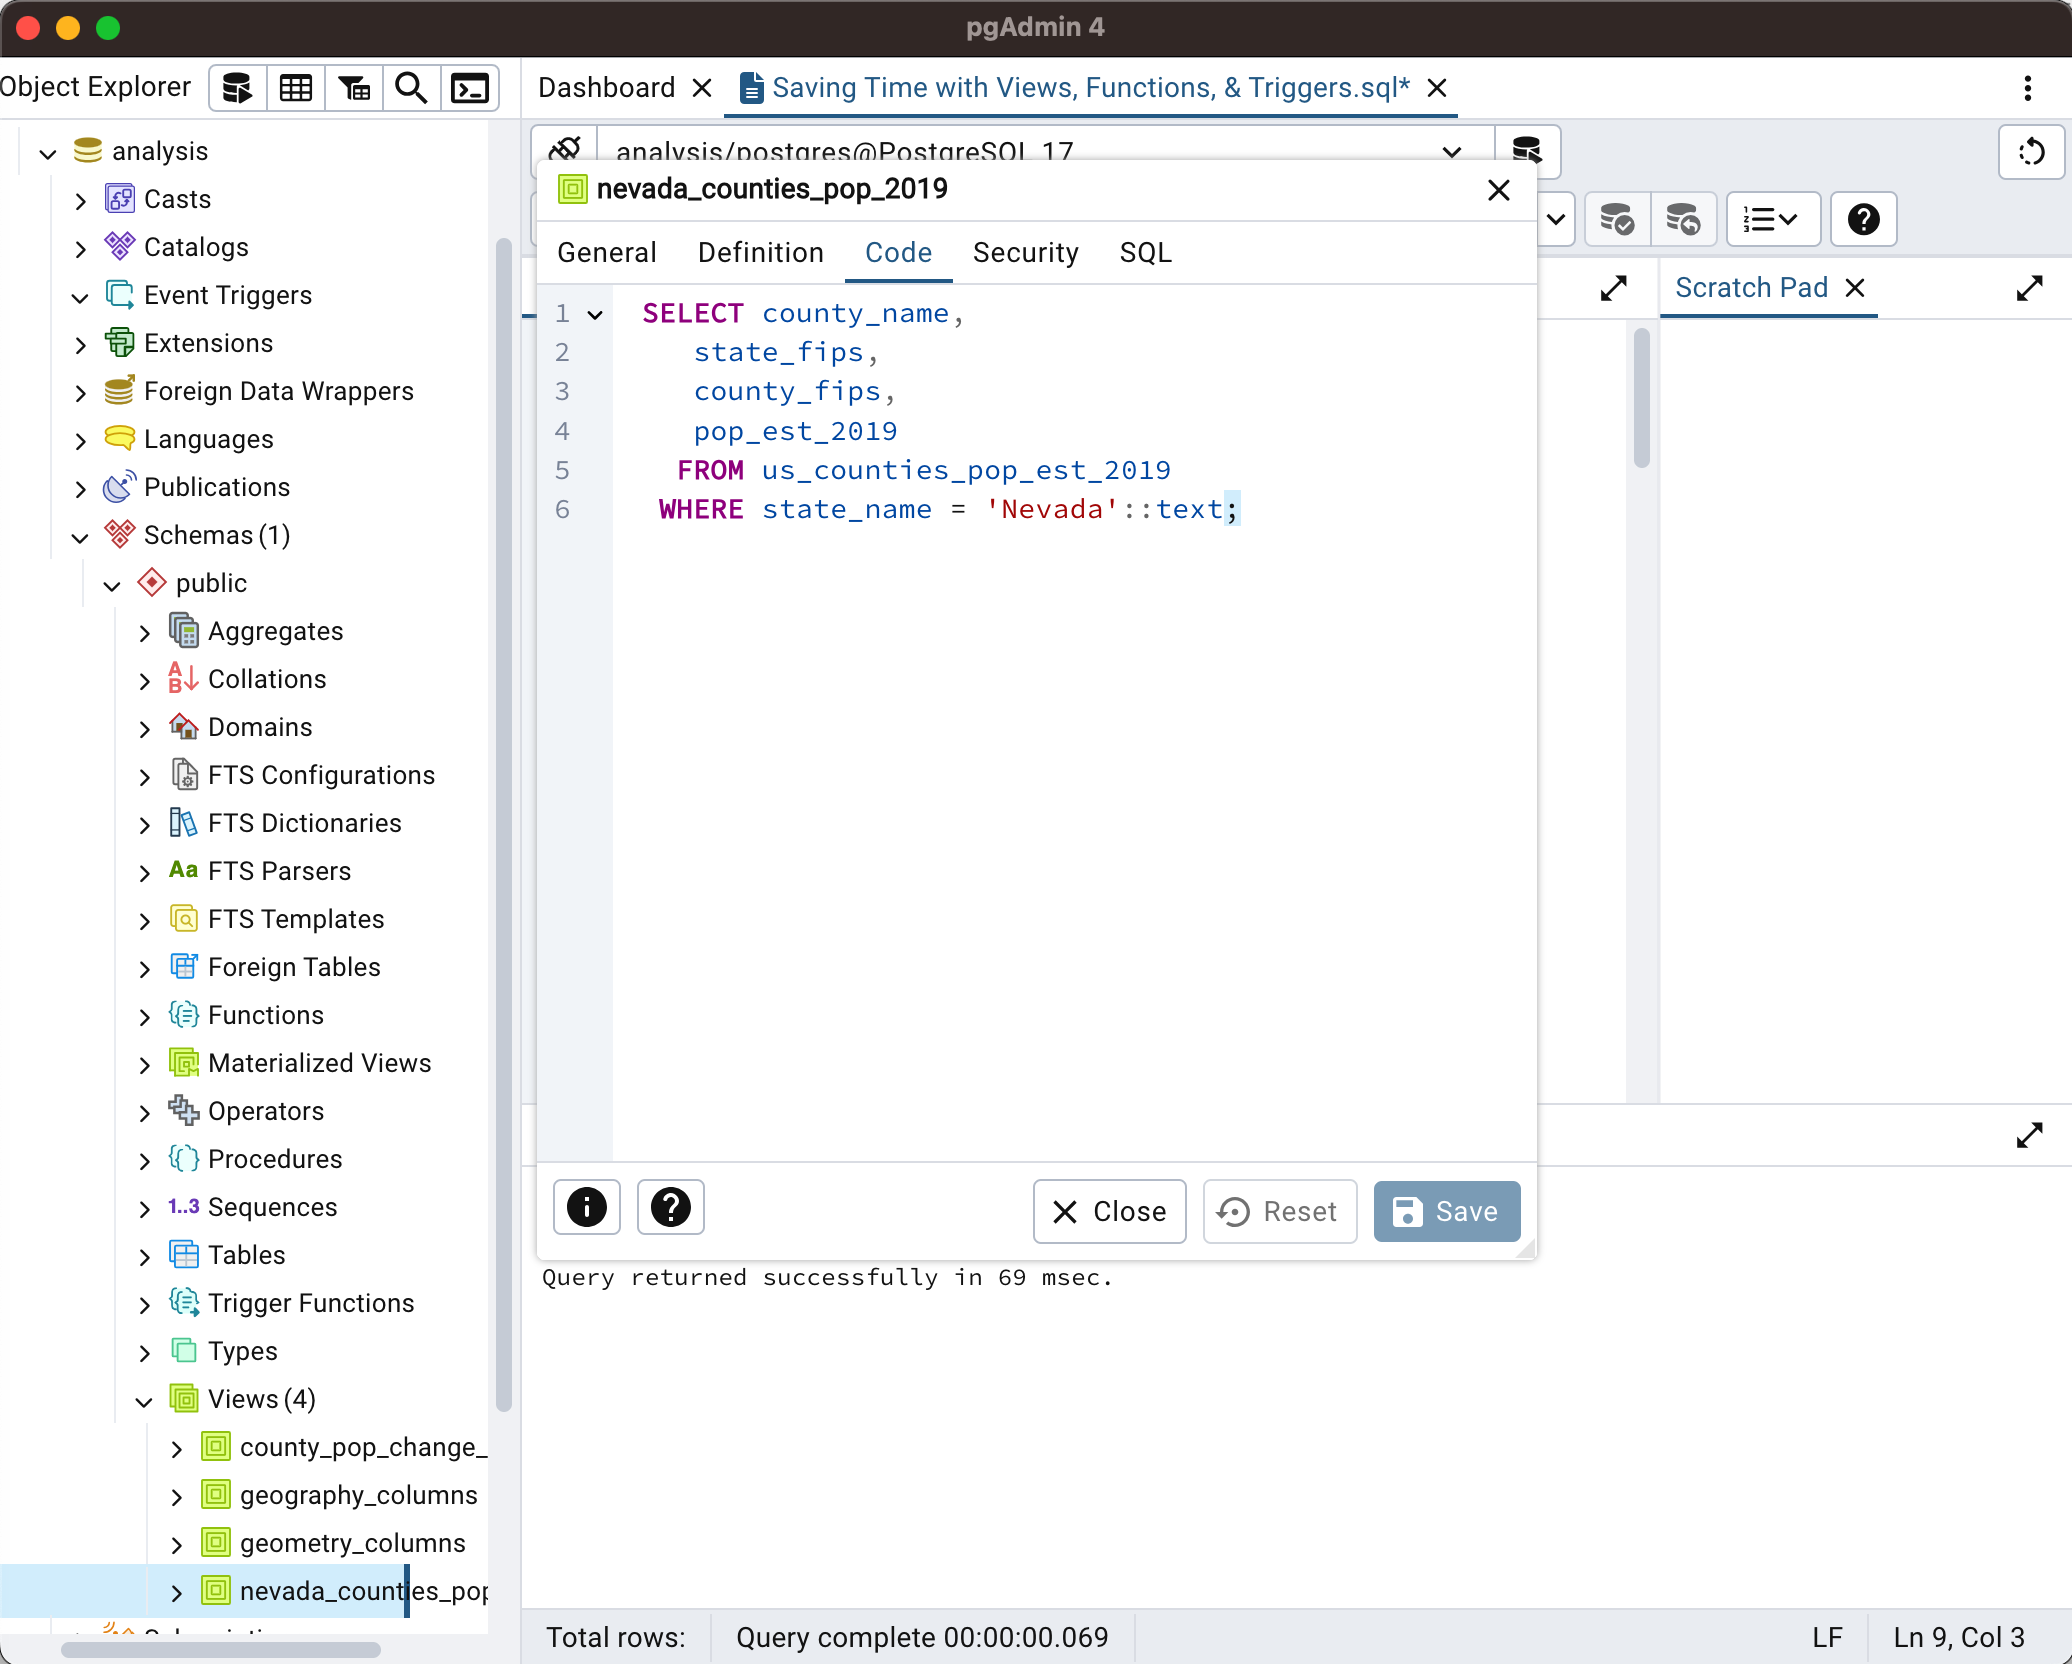 pgAdmin 4
Object Explorer
Dashboard
Saving Time with Views, Functions, & Triggers.sql*
analysis
Casts
Catalogs
Event Triggers
Extensions
Foreign Data Wrappers
Languages
Publications
Schemas (1)
public
Aggregates
Collations
Domains
FTS Configurations
FTS Dictionaries
Aa FTS Parsers
FTS Templates
Foreign Tables
Functions
Materialized Views
Operators
Procedures
1..3 Sequences
Tables
Trigger Functions
Types
Views (4)
county_pop_change_
geography_columns
geometry_columns
nevada_counties_pop
analysis/postgres@PostgreSQL 17
nevada_counties_pop_2019
General Definition Code Security SQL
1 SELECT county_name,
2 state_fips,
3 county_fips,
4 pop_est_2019
5 FROM us_counties_pop_est_2019
6 WHERE state_name = 'Nevada'::text;
Close Reset Save
Scratch Pad
Query returned successfully in 69 msec.
Total rows: Query complete 00:00:00.069 LF Ln 9, Col 3